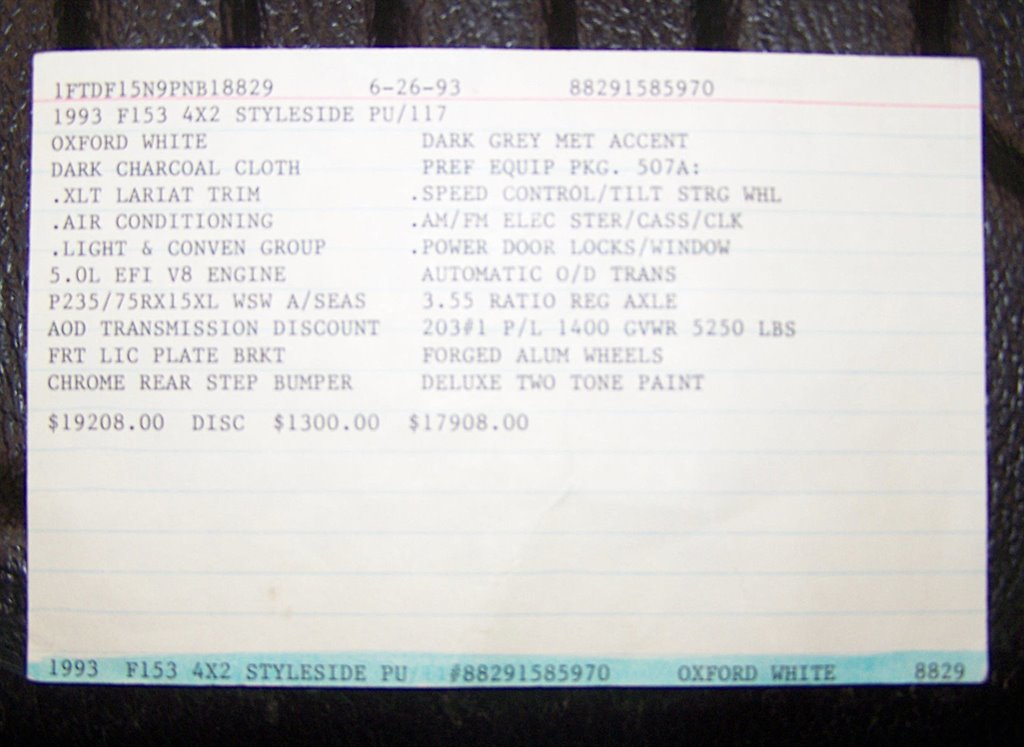 1FTDF15N9PNB18829 6-26-93 88291585970
1993 F153 4X2 STYLESIDE PU/117
OXFORD WHITE DARK GREY MET ACCENT
DARK CHARCOAL CLOTH PREF EQUIP PKG. 507A:
.XLT LARIAT TRIM .SPEED CONTROL/TILT STRG WHL
.AIR CONDITIONING .AM/FM ELEC STER/CASS/CLK
.LIGHT & CONVEN GROUP .POWER DOOR LOCKS/WINDOW
5.0L EFI V8 ENGINE AUTOMATIC O/D TRANS
P235/75RX15XL WSW A/SEAS 3.55 RATIO REG AXLE
AOD TRANSMISSION DISCOUNT 203#1 P/L 1400 GVWR 5250 LBS
FRT LIC PLATE BRKT FORGED ALUM WHEELS
CHROME REAR STEP BUMPER DELUXE TWO TONE PAINT
$19208.00 DISC $1300.00 $17908.00
1993 F153 4X2 STYLESIDE PU #88291585970 OXFORD WHITE 8829